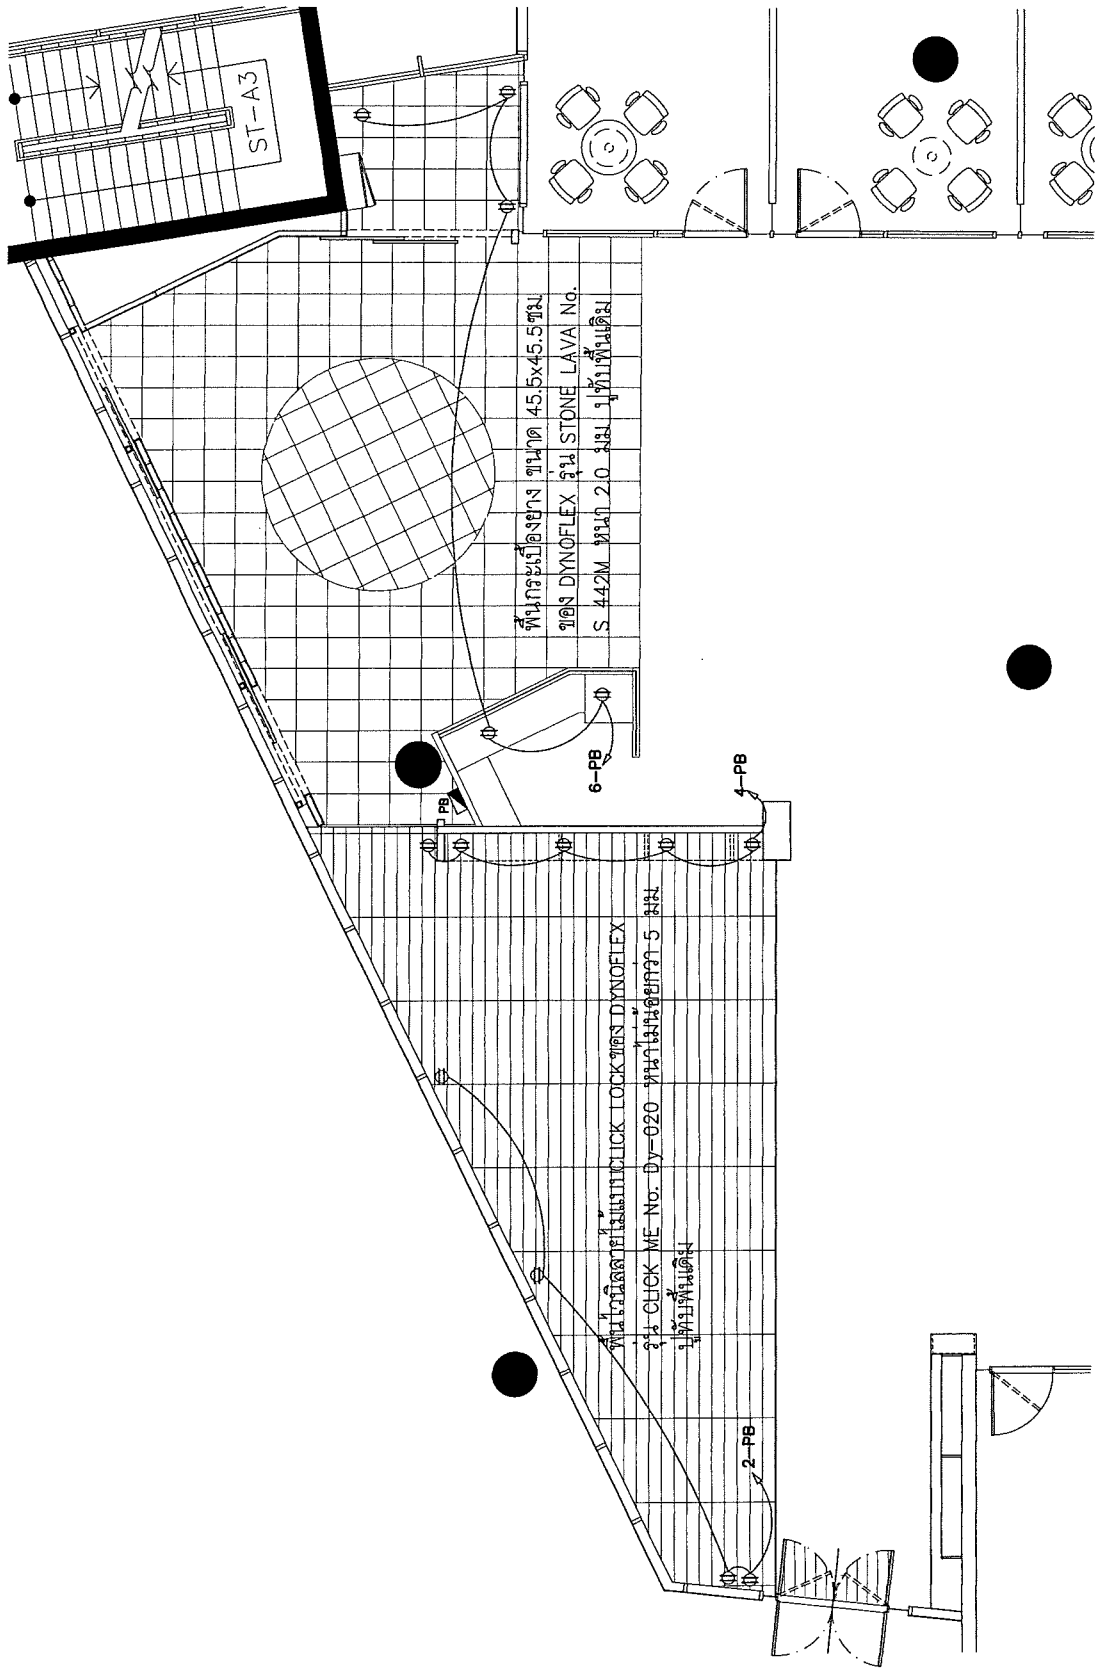 ST-A3
พื้นกระเบื้องยาง ขนาด 45.5x45.5ซม.
ของ DYNOFLEX รุ่น STONE LAVA No.
S 442M หนา 2.0 มม ปูทับพื้นเดิม
6-PB
PB
4-PB
พื้นไวนิลลายไม้แบบCLICK LOCKของ DYNOFLEX
รุ่น CLICK ME No. Dy-020 หนาไม่น้อยกว่า 5 มม
ปูทับพื้นเดิม
2-PB